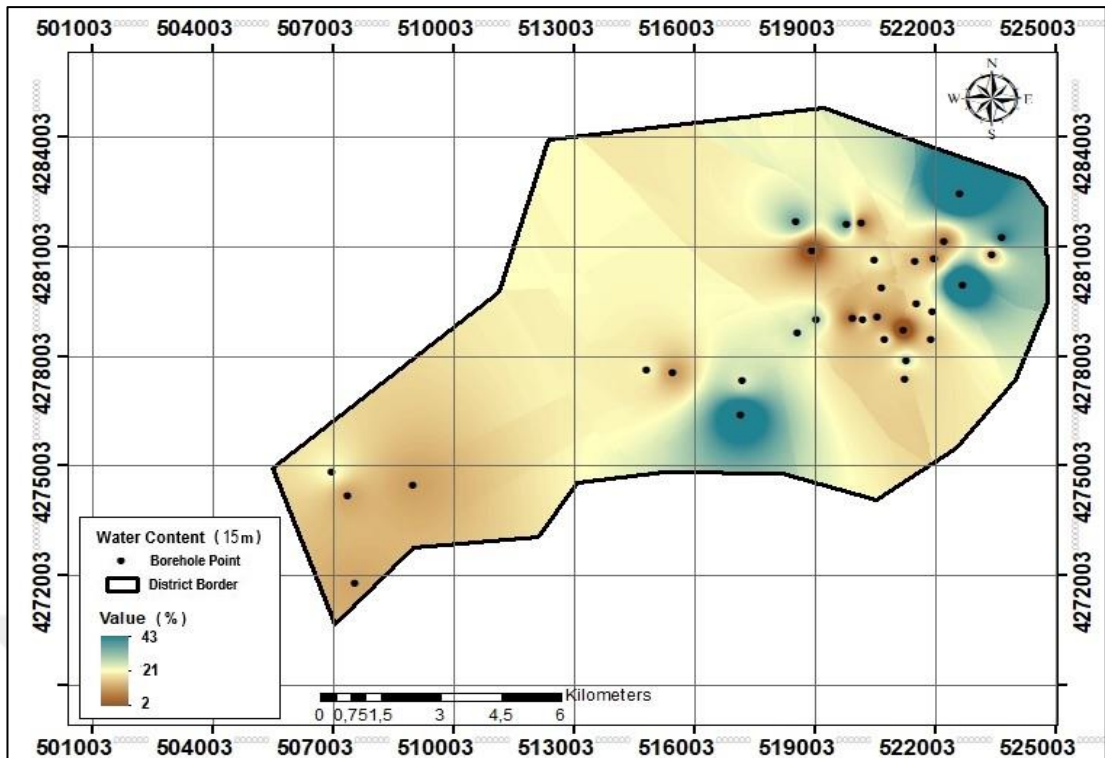 501003 504003 507003 510003 513003 516003 519003 522003 525003
N
W E
S
4284003 4284003
4281003 4281003
4278003 4278003
4275003 4275003
4272003 4272003
Water Content (15m)
Borehole Point
District Border
Value (%)
43
21
2
Kilometers
0 0,75 1,5 3 4,5 6
501003 504003 507003 510003 513003 516003 519003 522003 525003